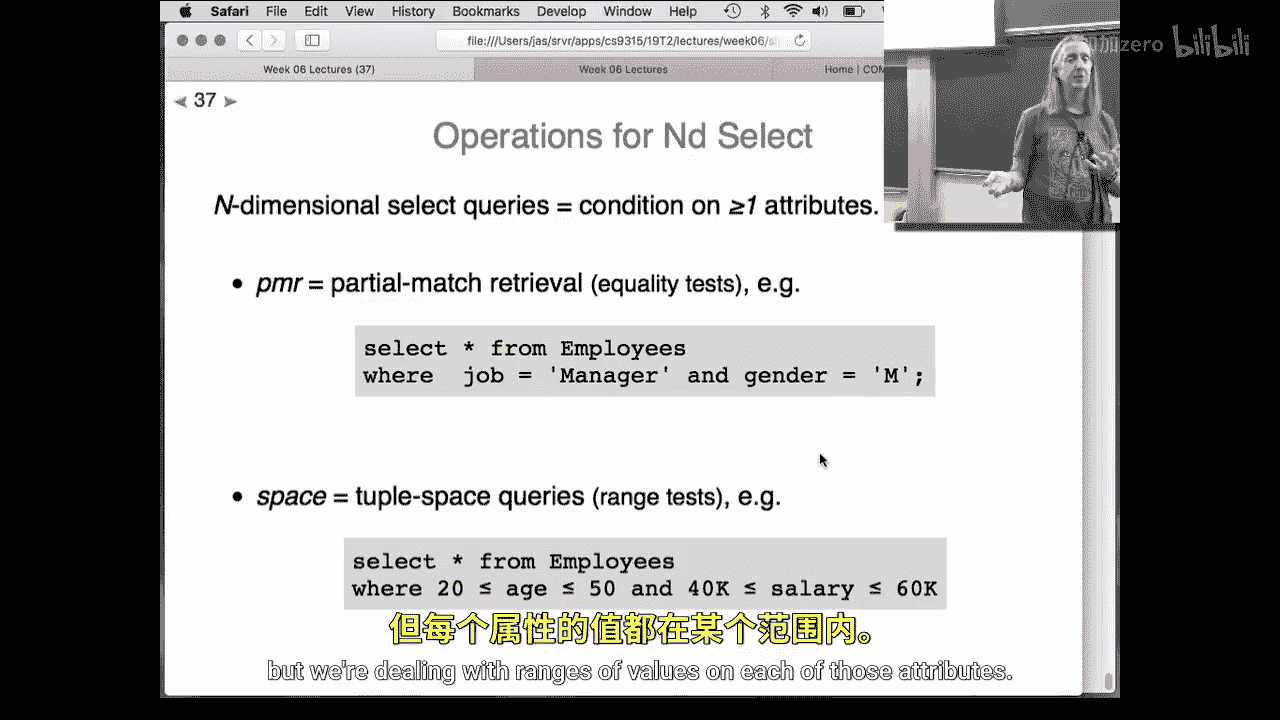 Safari File Edit View History Bookmarks Develop Window Help
file:///Users/jas/srvr/apps/cs9315/19T2/lectures/week06/
Week 06 Lectures (37)
Week 06 Lectures
Home | COM
zero bilibili
37
Operations for Nd Select
N-dimensional select queries = condition on ≥1 attributes.
• pmr = partial-match retrieval (equality tests), e.g.
select * from Employees
where job = 'Manager' and gender = 'M';
• space = tuple-space queries (range tests), e.g.
select * from Employees
where 20 ≤ age ≤ 50 and 40K ≤ salary ≤ 60K
但每个属性的值都在某个范围内。
but we're dealing with ranges of values on each of those attributes.